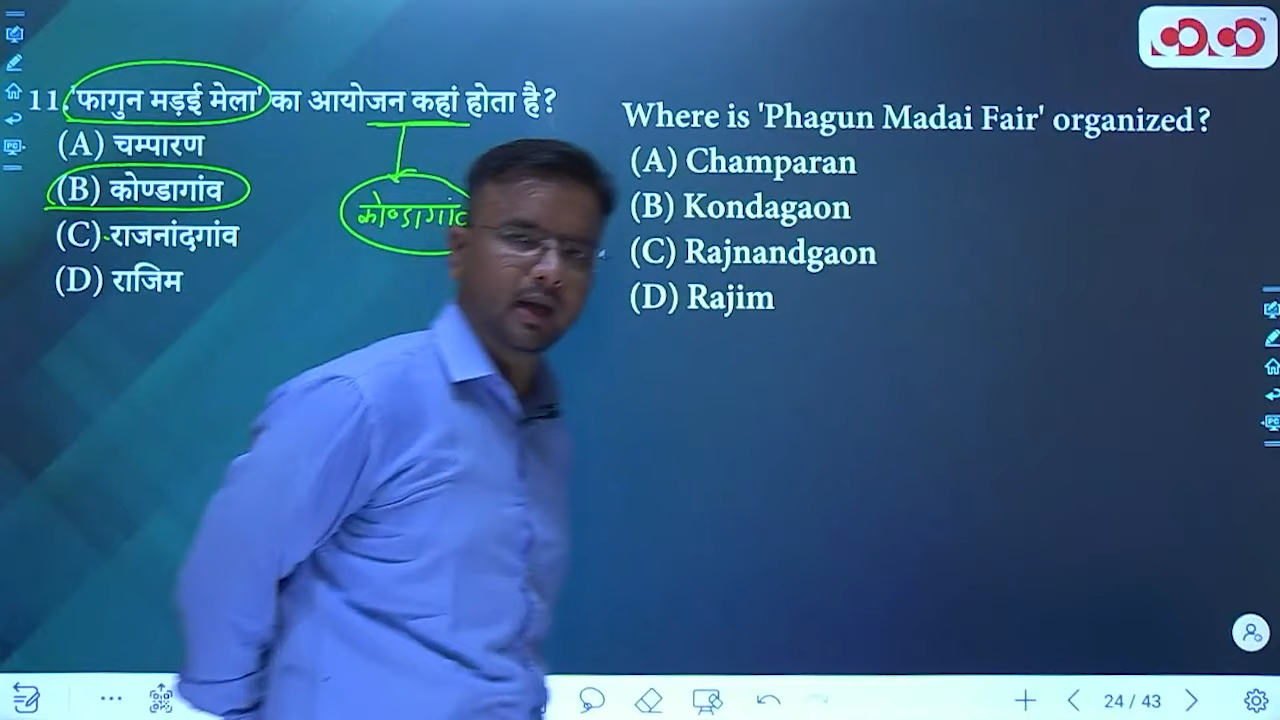 11.'फागुन मड़ई मेला' का आयोजन कहां होता है?
(A) चम्पारण
(B) कोण्डागांव
(C) राजनांदगांव
(D) राजिम
Where is 'Phagun Madai Fair' organized?
(A) Champaran
(B) Kondagaon
(C) Rajnandgaon
(D) Rajim
24 / 43